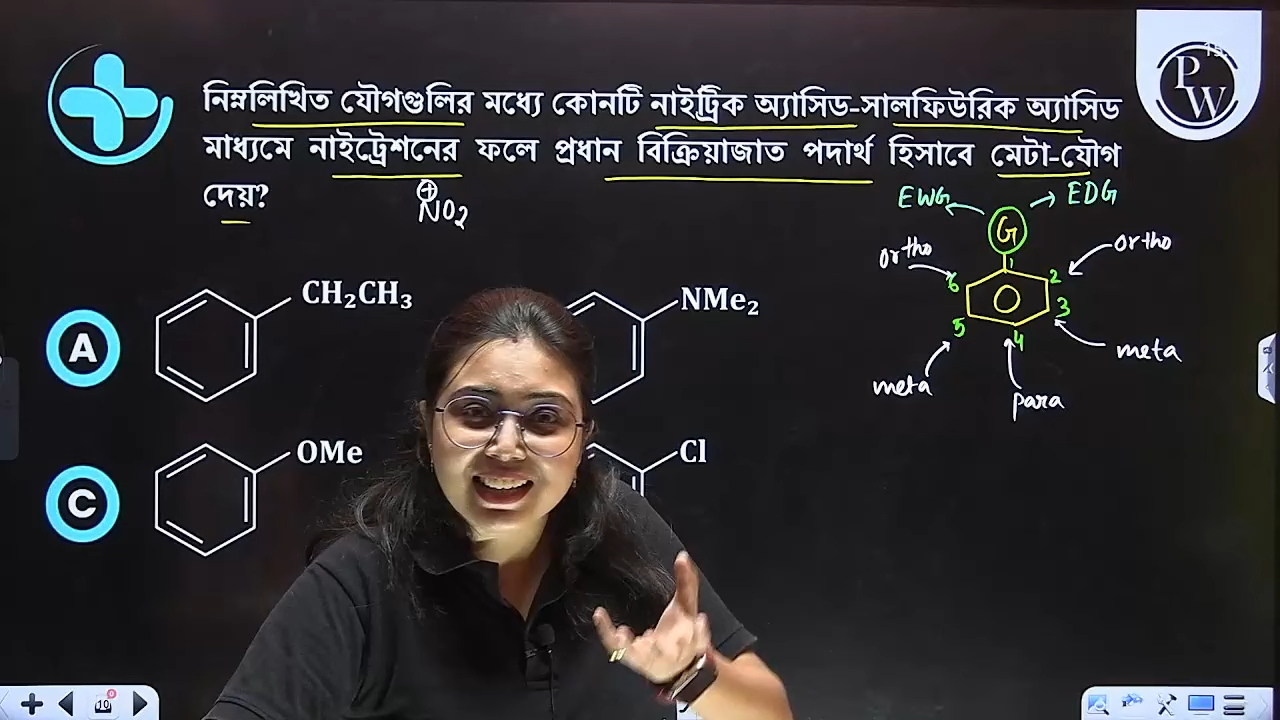 নিম্নলিখিত যৌগগুলির মধ্যে কোনটি নাইট্রিক অ্যাসিড-সালফিউরিক অ্যাসিড
মাধ্যমে নাইট্রেশনের ফলে প্রধান বিক্রিয়াজাত পদার্থ হিসাবে মেটা-যৌগ
দেয়?
PW
⊕
NO₂
EWG
EDG
G
ortho
ortho
1
2
3
4
5
6
meta
meta
para
A
CH₂CH₃
NMe₂
C
OMe
Cl
10